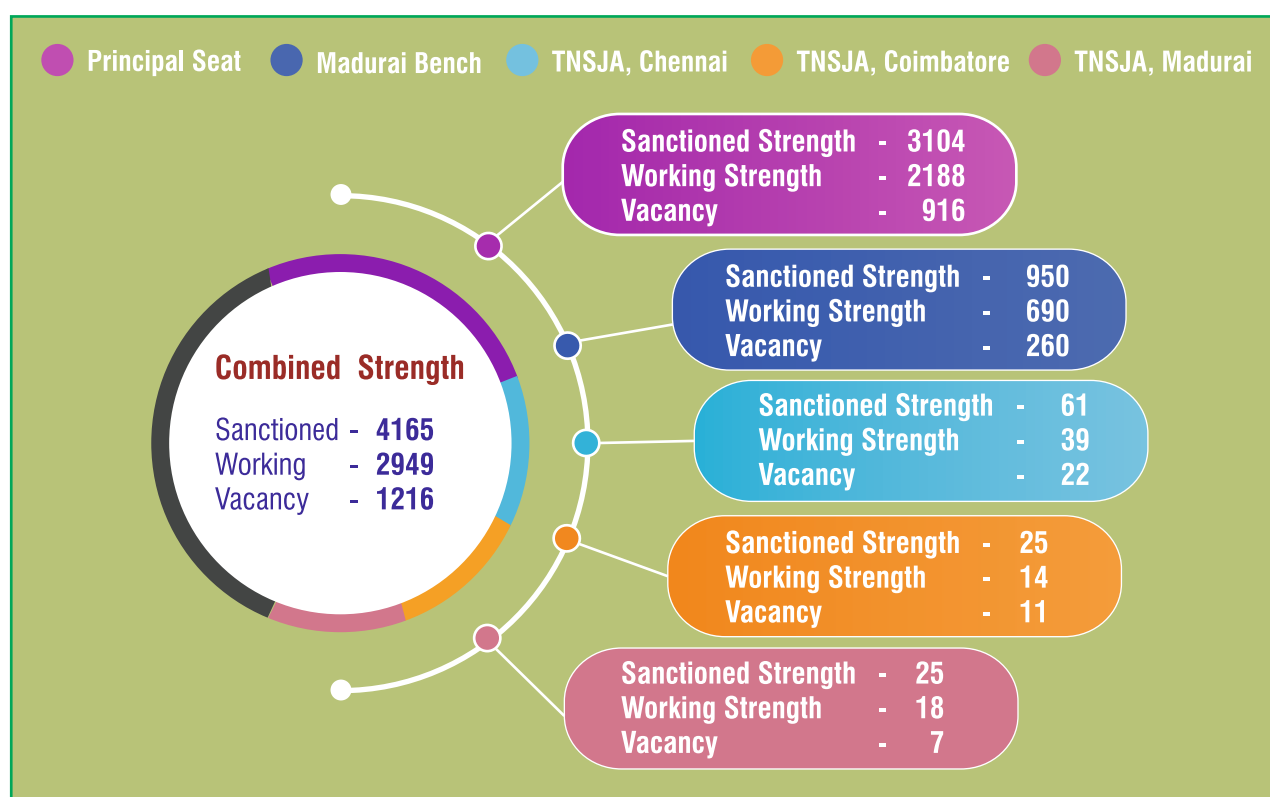 Principal Seat Madurai Bench TNSJA, Chennai TNSJA, Coimbatore TNSJA, Madurai
Sanctioned Strength - 3104
Working Strength - 2188
Vacancy - 916
Sanctioned Strength - 950
Working Strength - 690
Vacancy - 260
Combined Strength
Sanctioned - 4165
Working - 2949
Vacancy - 1216
Sanctioned Strength - 61
Working Strength - 39
Vacancy - 22
Sanctioned Strength - 25
Working Strength - 14
Vacancy - 11
Sanctioned Strength - 25
Working Strength - 18
Vacancy - 7